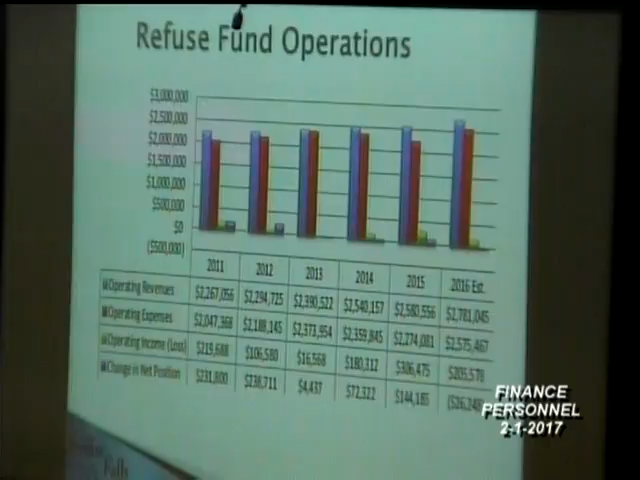 Refuse Fund Operations
$3,000,000
$2,500,000
$2,000,000
$1,500,000
$1,000,000
$500,000
$0
($500,000)
2011 2012 2013 2014 2015 2016 Est.
Operating Revenues $2,267,056 $2,294,725 $2,390,522 $2,540,157 $2,580,556 $2,781,045
Operating Expenses $2,047,368 $2,188,145 $2,373,954 $2,359,845 $2,274,081 $2,575,467
Operating Income (Loss) $219,688 $106,580 $16,568 $180,312 $306,475 $205,578
Change in Net Position $231,800 $238,711 $4,437 $72,322 $144,185
FINANCE
PERSONNEL
2-1-2017
Falls